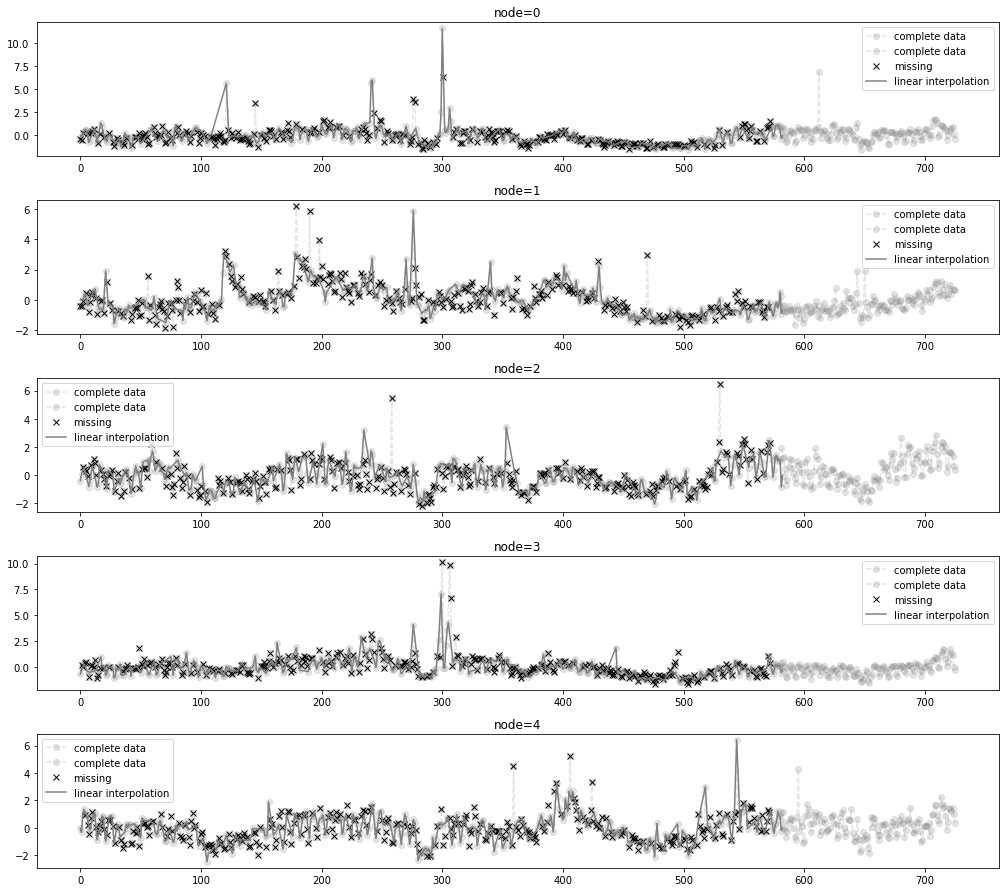 node=0
10.0
7.5
5.0
2.5
0.0
complete data
complete data
missing
linear interpolation
0 100 200 300 400 500 600 700
node=1
6
4
2
0
−2
complete data
complete data
missing
linear interpolation
0 100 200 300 400 500 600 700
node=2
6
4
2
0
−2
complete data
complete data
missing
linear interpolation
0 100 200 300 400 500 600 700
node=3
10.0
7.5
5.0
2.5
0.0
complete data
complete data
missing
linear interpolation
0 100 200 300 400 500 600 700
node=4
6
4
2
0
−2
complete data
complete data
missing
linear interpolation
0 100 200 300 400 500 600 700